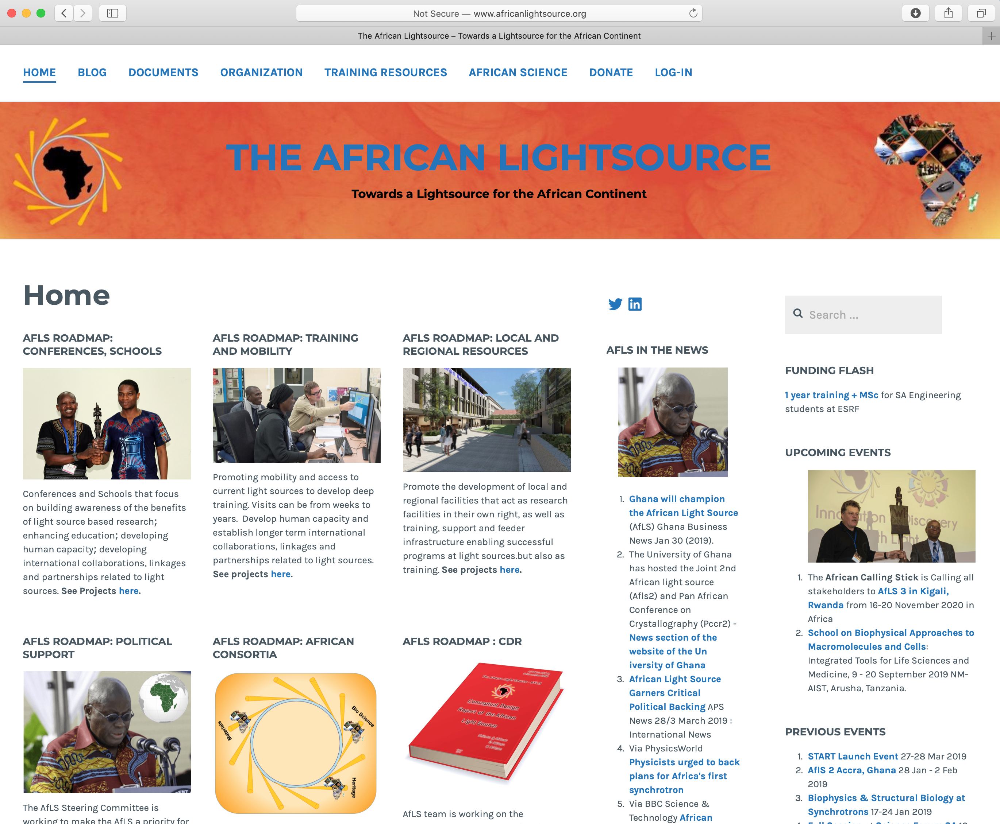 Not Secure — www.africanlightsource.org
The African Lightsource – Towards a Lightsource for the African Continent
HOME BLOG DOCUMENTS ORGANIZATION TRAINING RESOURCES AFRICAN SCIENCE DONATE LOG-IN
THE AFRICAN LIGHTSOURCE
Towards a Lightsource for the African Continent
Home
AFLS ROADMAP:
CONFERENCES, SCHOOLS
Conferences and Schools that focus
on building awareness of the benefits
of light source based research;
enhancing education; developing
human capacity; developing
international collaborations, linkages
and partnerships related to light
sources. See Projects here.
AFLS ROADMAP: TRAINING
AND MOBILITY
Promoting mobility and access to
current light sources to develop deep
training. Visits can be from weeks to
years. Develop human capacity and
establish longer term international
collaborations, linkages and
partnerships related to light sources.
See projects here.
AFLS ROADMAP: LOCAL AND
REGIONAL RESOURCES
Promote the development of local and
regional facilities that act as research
facilities in their own right, as well as
training, support and feeder
infrastructure enabling successful
programs at light sources.but also as
training. See projects here.
AFLS ROADMAP: POLITICAL
SUPPORT
The AfLS Steering Committee is
working to make the AfLS a priority for
AFLS ROADMAP: AFRICAN
CONSORTIA
Bio Science
Materials
Heritage
AFLS ROADMAP : CDR
The African Light Source - AFLS
Conceptual Design
Report of the African
Light Source
AfLS team is working on the
AFLS IN THE NEWS
1. Ghana will champion
the African Light Source
(AfLS) Ghana Business
News Jan 30 (2019).
2. The University of Ghana
has hosted the Joint 2nd
African light source
(Afls2) and Pan African
Conference on
Crystallography (Pccr2) -
News section of the
website of the Un
iversity of Ghana
3. African Light Source
Garners Critical
Political Backing APS
News 28/3 March 2019 :
International News
4. Via PhysicsWorld
Physicists urged to back
plans for Africa's first
synchrotron
5. Via BBC Science &
Technology African
Search ...
FUNDING FLASH
1 year training + MSc for SA Engineering
students at ESRF
UPCOMING EVENTS
1. The African Calling Stick is Calling all
stakeholders to AfLS 3 in Kigali,
Rwanda from 16-20 November 2020 in
Africa
2. School on Biophysical Approaches to
Macromolecules and Cells:
Integrated Tools for Life Sciences and
Medicine, 9 - 20 September 2019 NM-
AIST, Arusha, Tanzania.
PREVIOUS EVENTS
1. START Launch Event 27-28 Mar 2019
2. AflS 2 Accra, Ghana 28 Jan - 2 Feb
2019
3. Biophysics & Structural Biology at
Synchrotrons 17-24 Jan 2019